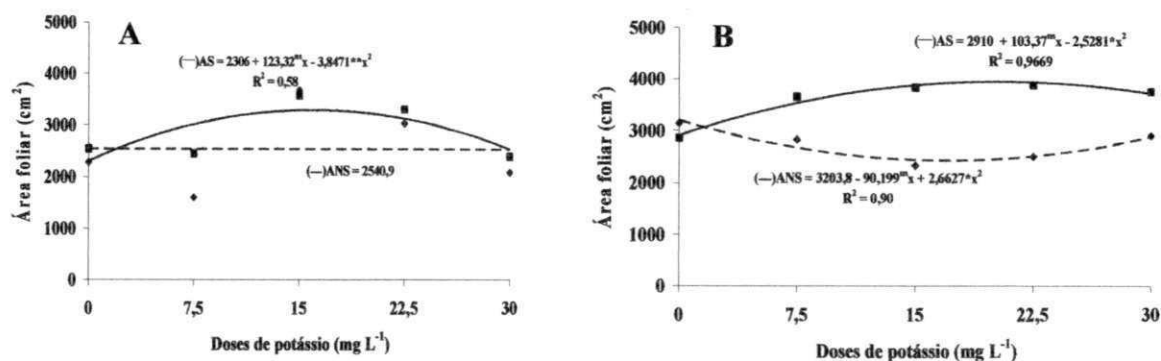 A
5000
4000
3000
2000
1000
0
Área foliar (cm²)
(—)AS = 2306 + 123,32ⁿˢx - 3,8471**x²
R² = 0,58
(---)ANS = 2540,9
0 7,5 15 22,5 30
Doses de potássio (mg L⁻¹)
B
5000
4000
3000
2000
1000
0
Área foliar (cm²)
(—)AS = 2910 + 103,37ⁿˢx - 2,5281*x²
R² = 0,9669
(---)ANS = 3203,8 - 90,199ⁿˢx + 2,6627*x²
R² = 0,90
0 7,5 15 22,5 30
Doses de potássio (mg L⁻¹)